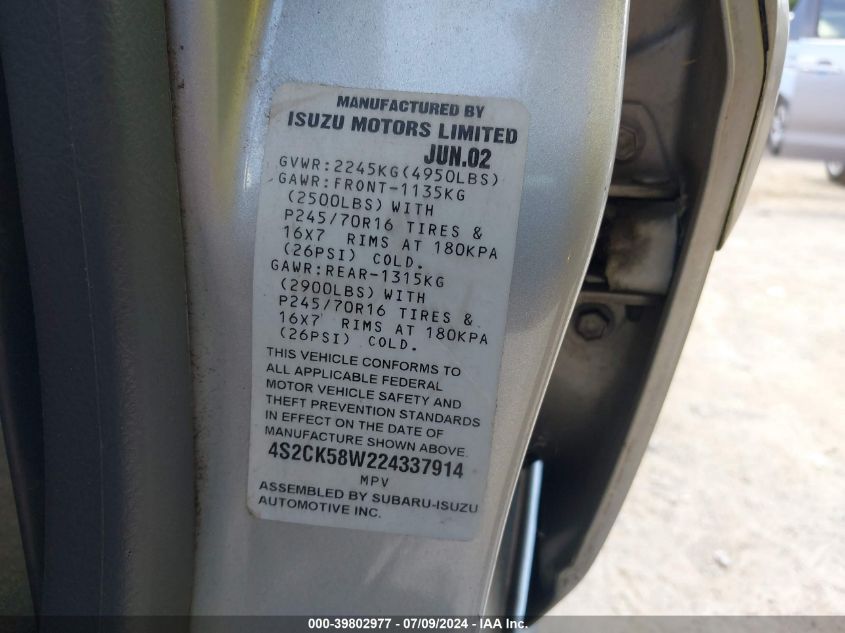 MANUFACTURED BY
ISUZU MOTORS LIMITED
JUN.02
GVWR:2245KG(4950LBS)
GAWR:FRONT-1135KG
(2500LBS) WITH
P245/70R16 TIRES &
16X7 RIMS AT 180KPA
(26PSI) COLD.
GAWR:REAR-1315KG
(2900LBS) WITH
P245/70R16 TIRES &
16X7 RIMS AT 180KPA
(26PSI) COLD.
THIS VEHICLE CONFORMS TO
ALL APPLICABLE FEDERAL
MOTOR VEHICLE SAFETY AND
THEFT PREVENTION STANDARDS
IN EFFECT ON THE DATE OF
MANUFACTURE SHOWN ABOVE.
4S2CK58W224337914
MPV
ASSEMBLED BY SUBARU-ISUZU
AUTOMOTIVE INC.
000-39802977 - 07/09/2024 - IAA Inc.